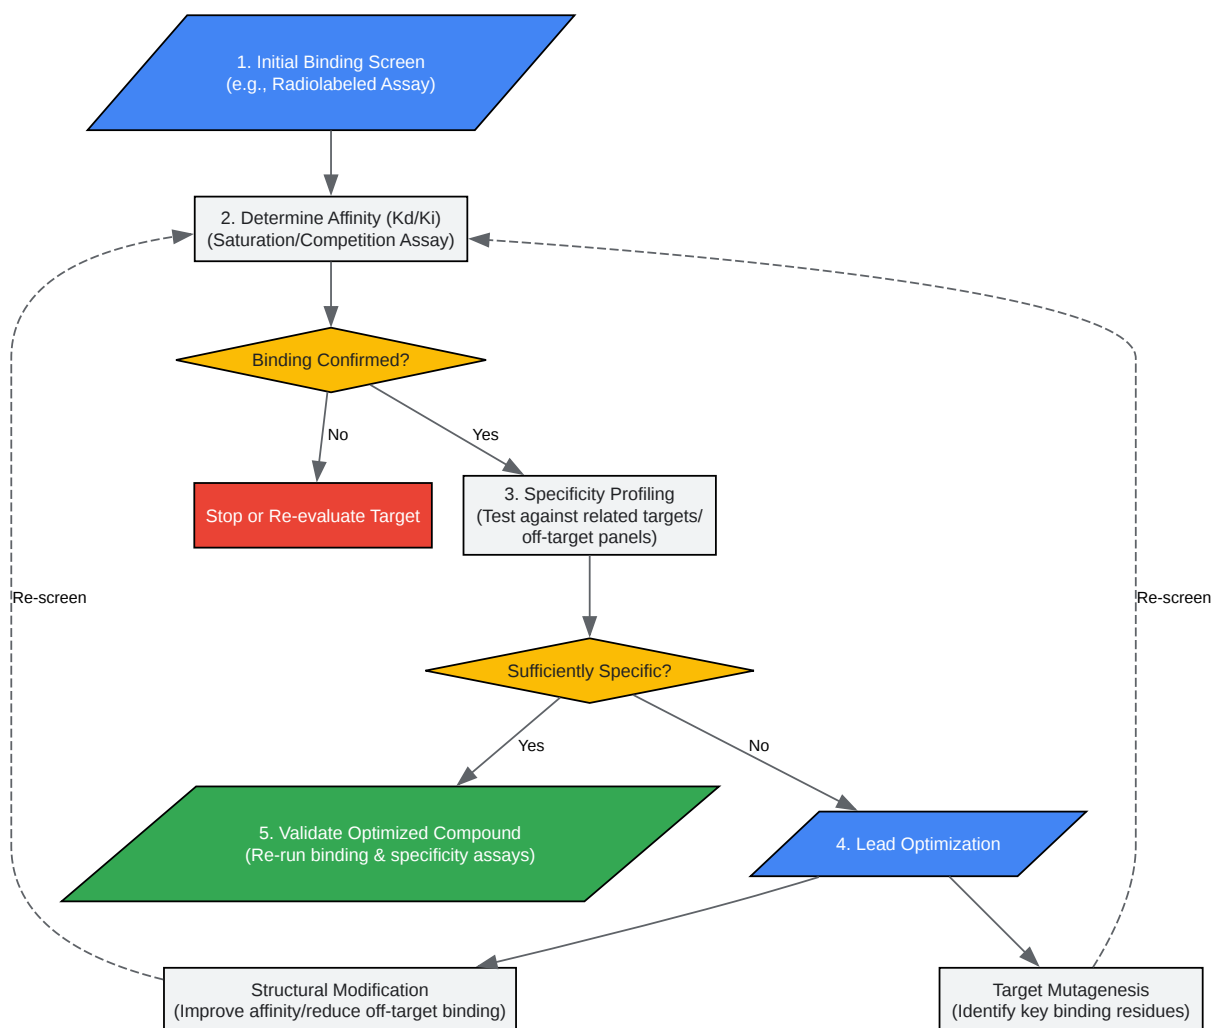 1. Initial Binding Screen
(e.g., Radiolabeled Assay)
2. Determine Affinity (Kd/Ki)
(Saturation/Competition Assay)
Binding Confirmed?
No
Yes
Stop or Re-evaluate Target
3. Specificity Profiling
(Test against related targets/
off-target panels)
Re-screen
Re-screen
Sufficiently Specific?
Yes
No
5. Validate Optimized Compound
(Re-run binding & specificity assays)
4. Lead Optimization
Structural Modification
(Improve affinity/reduce off-target binding)
Target Mutagenesis
(Identify key binding residues)